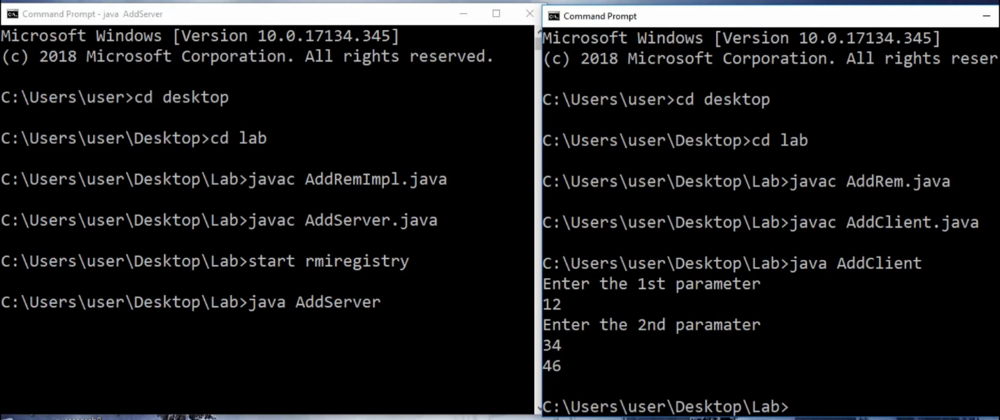 Command Prompt - java AddServer
Microsoft Windows [Version 10.0.17134.345]
(c) 2018 Microsoft Corporation. All rights reserved.
C:\Users\user>cd desktop
C:\Users\user\Desktop>cd lab
C:\Users\user\Desktop\Lab>javac AddRemImpl.java
C:\Users\user\Desktop\Lab>javac AddServer.java
C:\Users\user\Desktop\Lab>start rmiregistry
C:\Users\user\Desktop\Lab>java AddServer
Command Prompt
Microsoft Windows [Version 10.0.17134.345]
(c) 2018 Microsoft Corporation. All rights reser
C:\Users\user>cd desktop
C:\Users\user\Desktop>cd lab
C:\Users\user\Desktop\Lab>javac AddRem.java
C:\Users\user\Desktop\Lab>javac AddClient.java
C:\Users\user\Desktop\Lab>java AddClient
Enter the 1st parameter
12
Enter the 2nd paramater
34
46
C:\Users\user\Desktop\Lab>